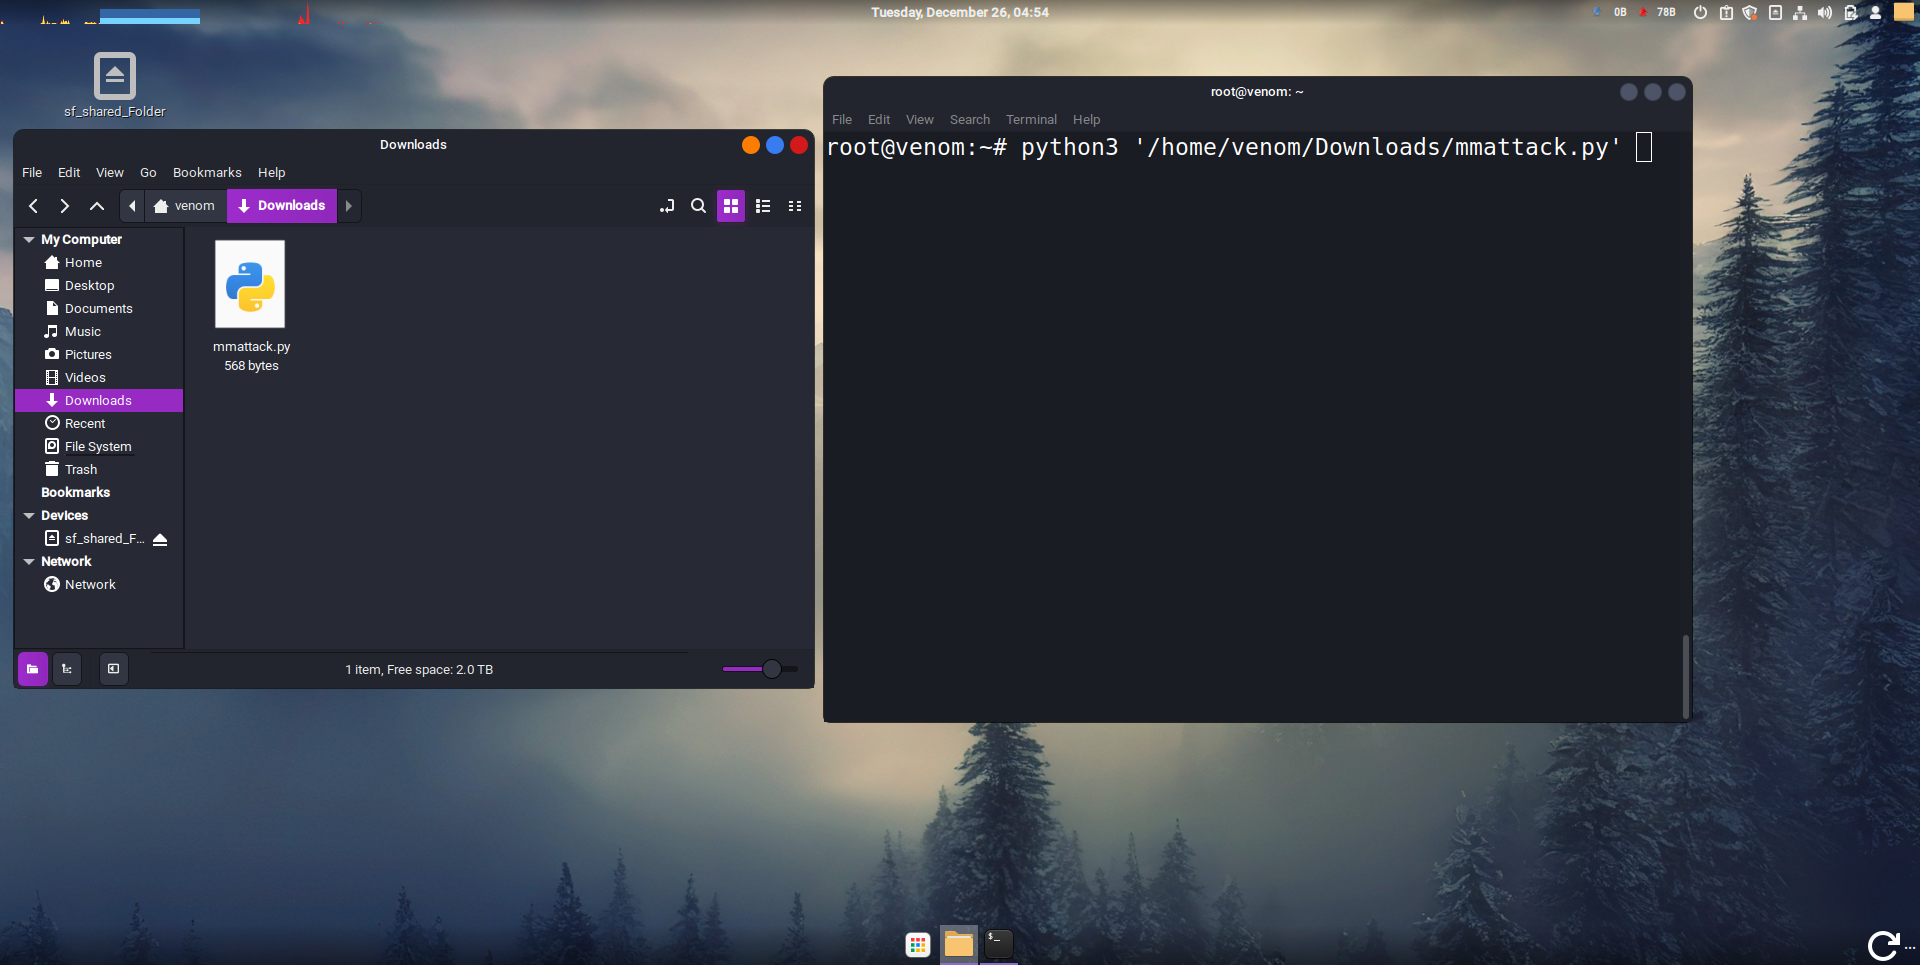 Tuesday, December 26, 04:54
0B
78B
sf_shared_Folder
Downloads
File Edit View Go Bookmarks Help
venom Downloads
My Computer
Home
Desktop
Documents
Music
Pictures
Videos
Downloads
Recent
File System
Trash
Bookmarks
Devices
sf_shared_F...
Network
Network
mmattack.py
568 bytes
1 item, Free space: 2.0 TB
root@venom: ~
File Edit View Search Terminal Help
root@venom:~# python3 '/home/venom/Downloads/mmattack.py'
$_
...